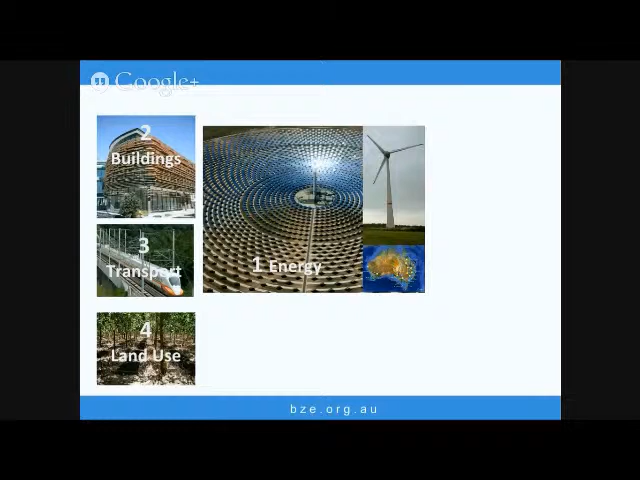 Google+
2
Buildings
1 Energy
3
Transport
4
Land Use
bze.org.au